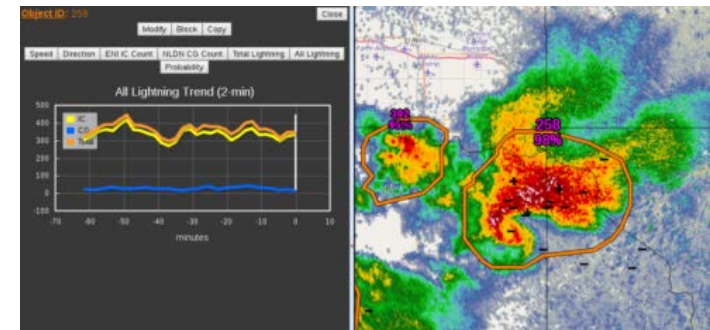 Object ID: 258
Close
Modify Block Copy
Speed Direction ENI IC Count NLDN CG Count Total Lightning All Lightning
Probability
All Lightning Trend (2-min)
500
400
300
200
100
0
-100
IC
CG
Total
-70 -60 -50 -40 -30 -20 -10 0 10
minutes
258
98%